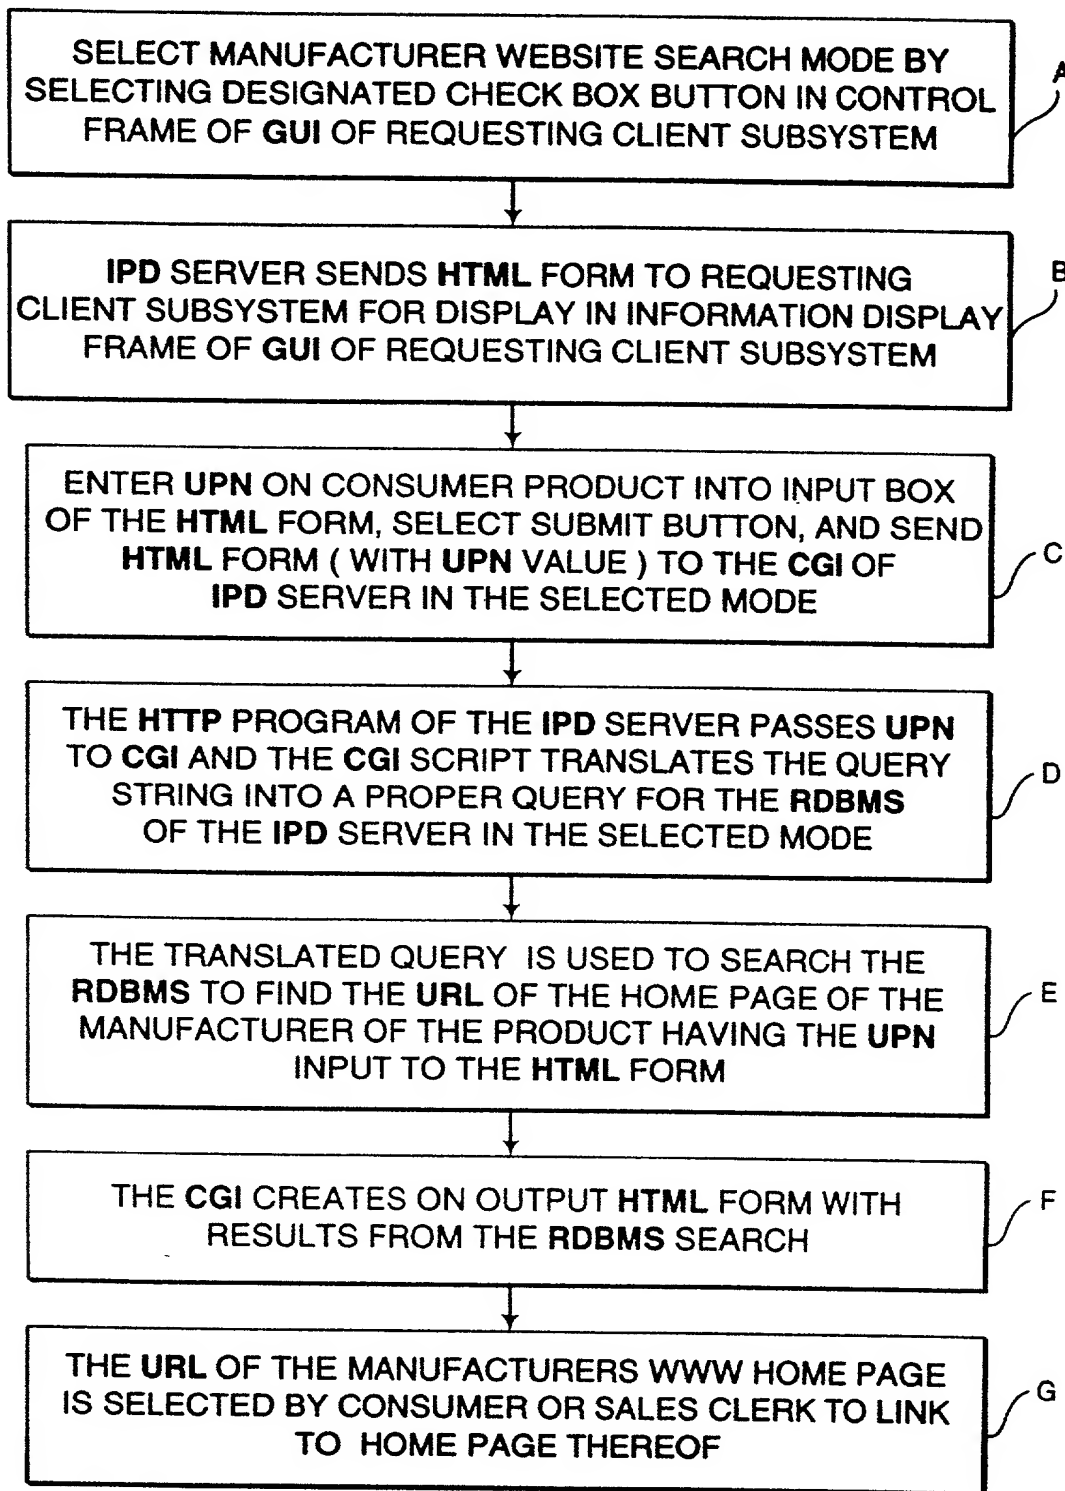 SELECT MANUFACTURER WEBSITE SEARCH MODE BY
SELECTING DESIGNATED CHECK BOX BUTTON IN CONTROL
FRAME OF GUI OF REQUESTING CLIENT SUBSYSTEM
A
IPD SERVER SENDS HTML FORM TO REQUESTING
CLIENT SUBSYSTEM FOR DISPLAY IN INFORMATION DISPLAY
FRAME OF GUI OF REQUESTING CLIENT SUBSYSTEM
B
ENTER UPN ON CONSUMER PRODUCT INTO INPUT BOX
OF THE HTML FORM, SELECT SUBMIT BUTTON, AND SEND
HTML FORM ( WITH UPN VALUE ) TO THE CGI OF
IPD SERVER IN THE SELECTED MODE
C
THE HTTP PROGRAM OF THE IPD SERVER PASSES UPN
TO CGI AND THE CGI SCRIPT TRANSLATES THE QUERY
STRING INTO A PROPER QUERY FOR THE RDBMS
OF THE IPD SERVER IN THE SELECTED MODE
D
THE TRANSLATED QUERY IS USED TO SEARCH THE
RDBMS TO FIND THE URL OF THE HOME PAGE OF THE
MANUFACTURER OF THE PRODUCT HAVING THE UPN
INPUT TO THE HTML FORM
E
THE CGI CREATES ON OUTPUT HTML FORM WITH
RESULTS FROM THE RDBMS SEARCH
F
THE URL OF THE MANUFACTURERS WWW HOME PAGE
IS SELECTED BY CONSUMER OR SALES CLERK TO LINK
TO HOME PAGE THEREOF
G